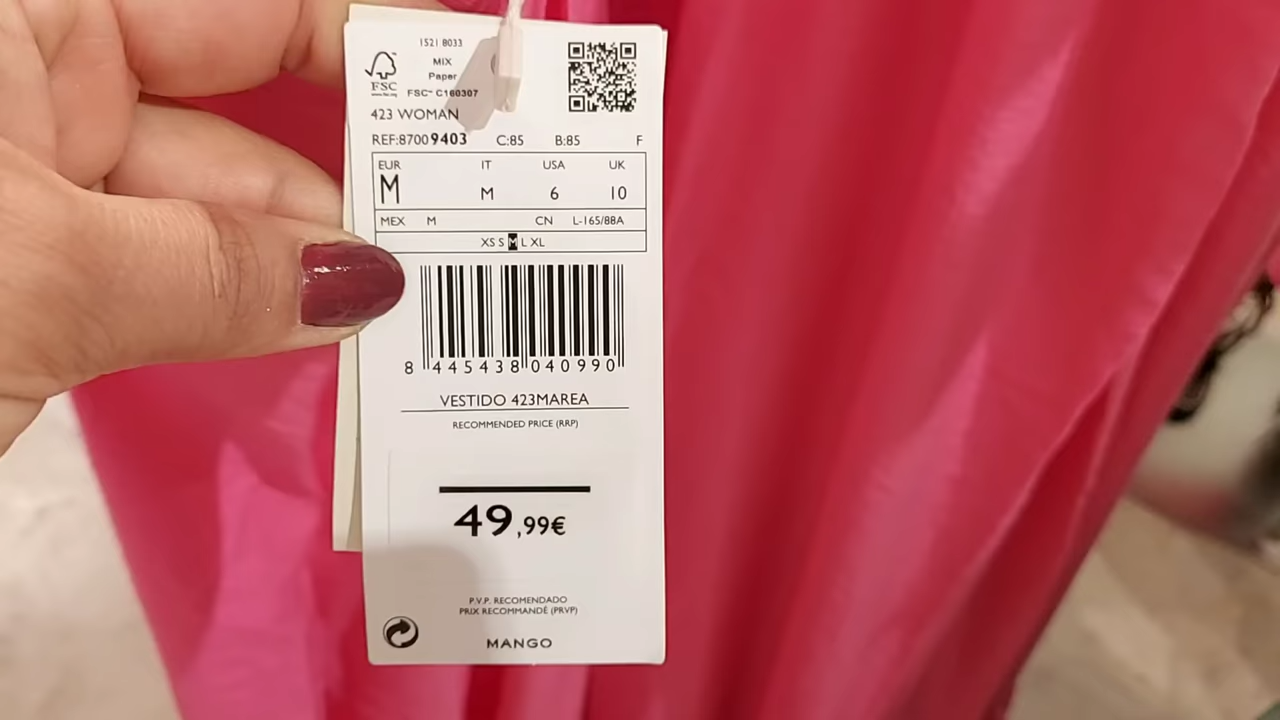 1521 8033
MIX
Paper
FSC™ C160307
FSC
423 WOMAN
REF:87009403 C:85 B:85 F
EUR IT USA UK
M M 6 10
MEX M CN L-165/88A
XS S M L XL
8 445438 040990
VESTIDO 423MAREA
RECOMMENDED PRICE (RRP)
49,99€
P.V.P. RECOMENDADO
PRIX RECOMMANDÉ (PRVP)
MANGO